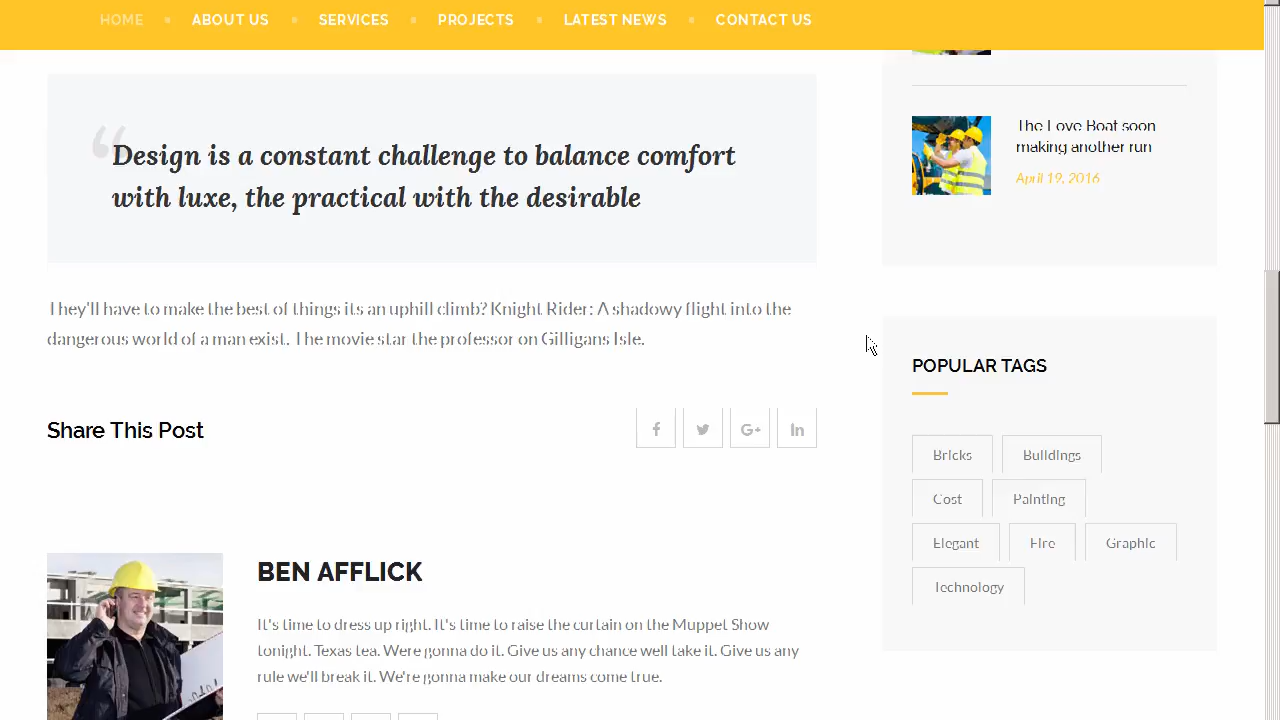 HOME ABOUT US SERVICES PROJECTS LATEST NEWS CONTACT US
“Design is a constant challenge to balance comfort
with luxe, the practical with the desirable
They'll have to make the best of things its an uphill climb? Knight Rider: A shadowy flight into the
dangerous world of a man exist. The movie star the professor on Gilligans Isle.
Share This Post
f G+ in
BEN AFFLICK
It's time to dress up right. It's time to raise the curtain on the Muppet Show
tonight. Texas tea. Were gonna do it. Give us any chance well take it. Give us any
rule we'll break it. We're gonna make our dreams come true.
The Love Boat soon
making another run
April 19, 2016
POPULAR TAGS
Bricks Buildings
Cost Painting
Elegant Fire Graphic
Technology